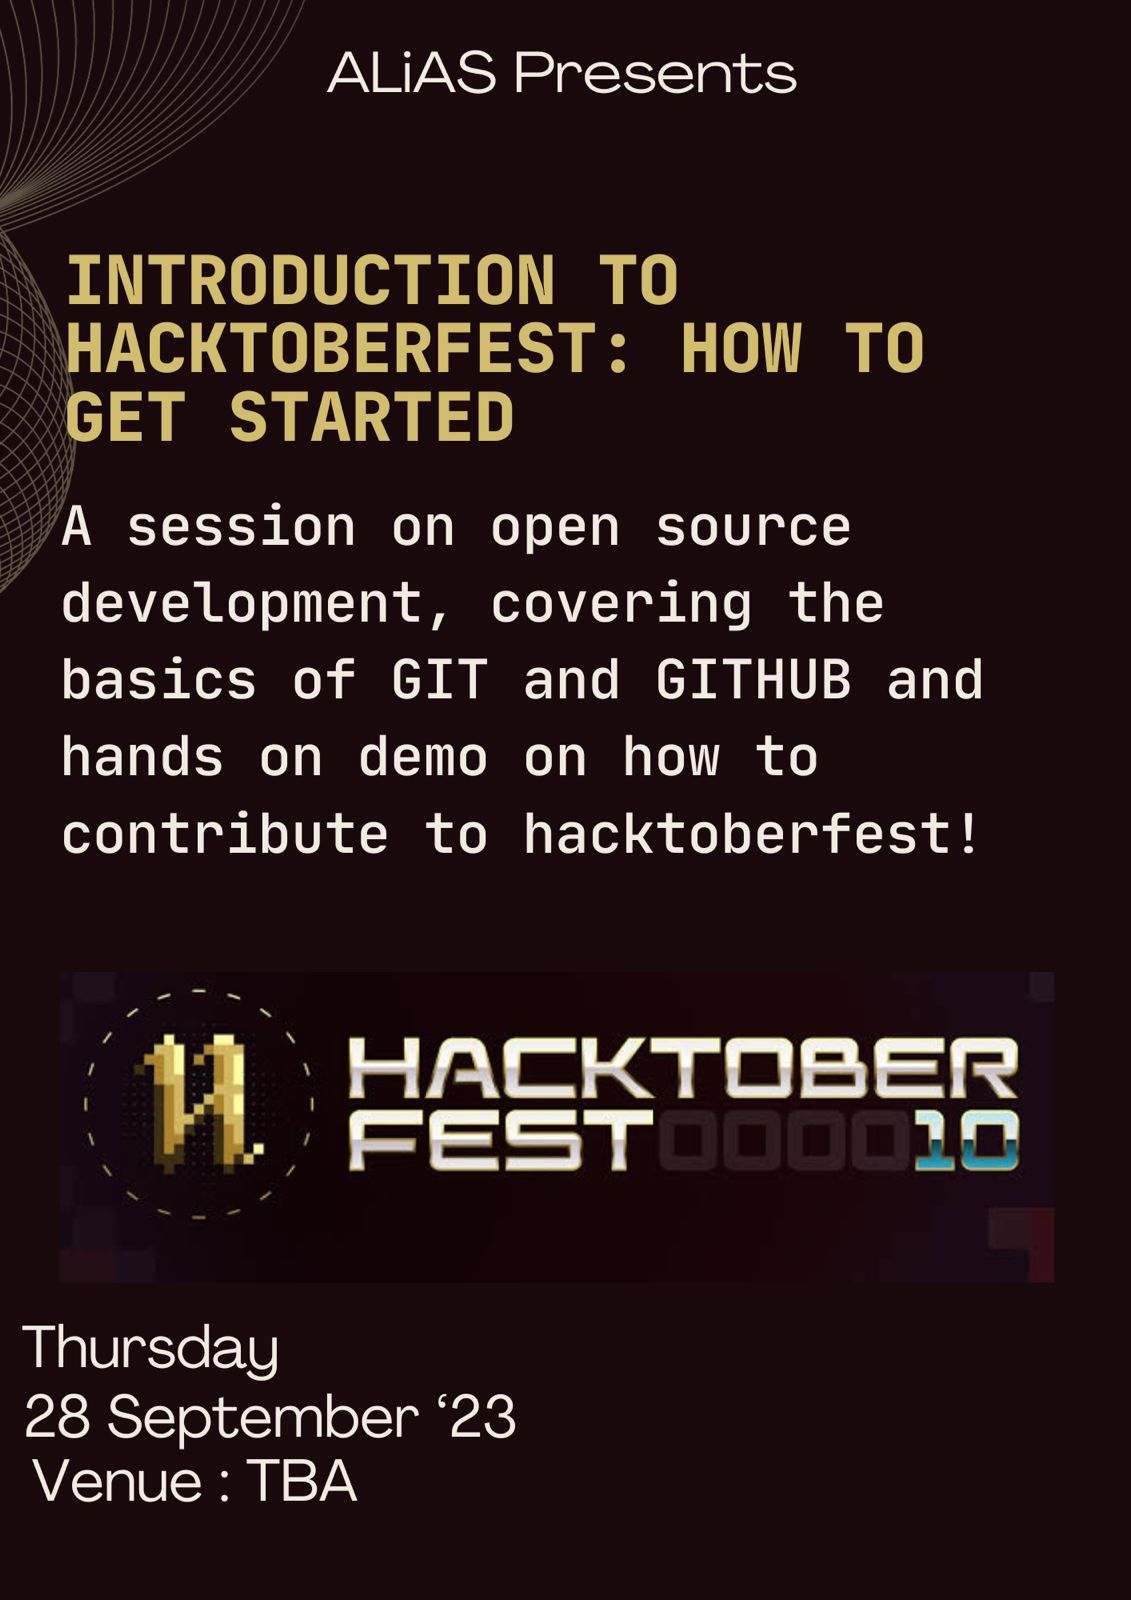 ALiAS Presents
INTRODUCTION TO
HACKTOBERFEST: HOW TO
GET STARTED
A session on open source
development, covering the
basics of GIT and GITHUB and
hands on demo on how to
contribute to hacktoberfest!
HACKTOBER
FEST000010
Thursday
28 September ‘23
Venue : TBA